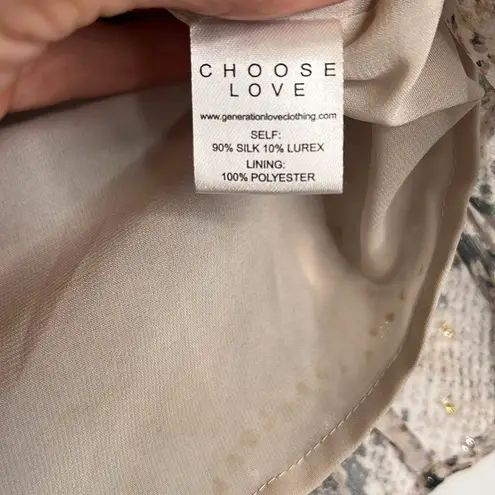 CHOOSE
LOVE
www.generationloveclothing.com
SELF:
90% SILK 10% LUREX
LINING:
100% POLYESTER